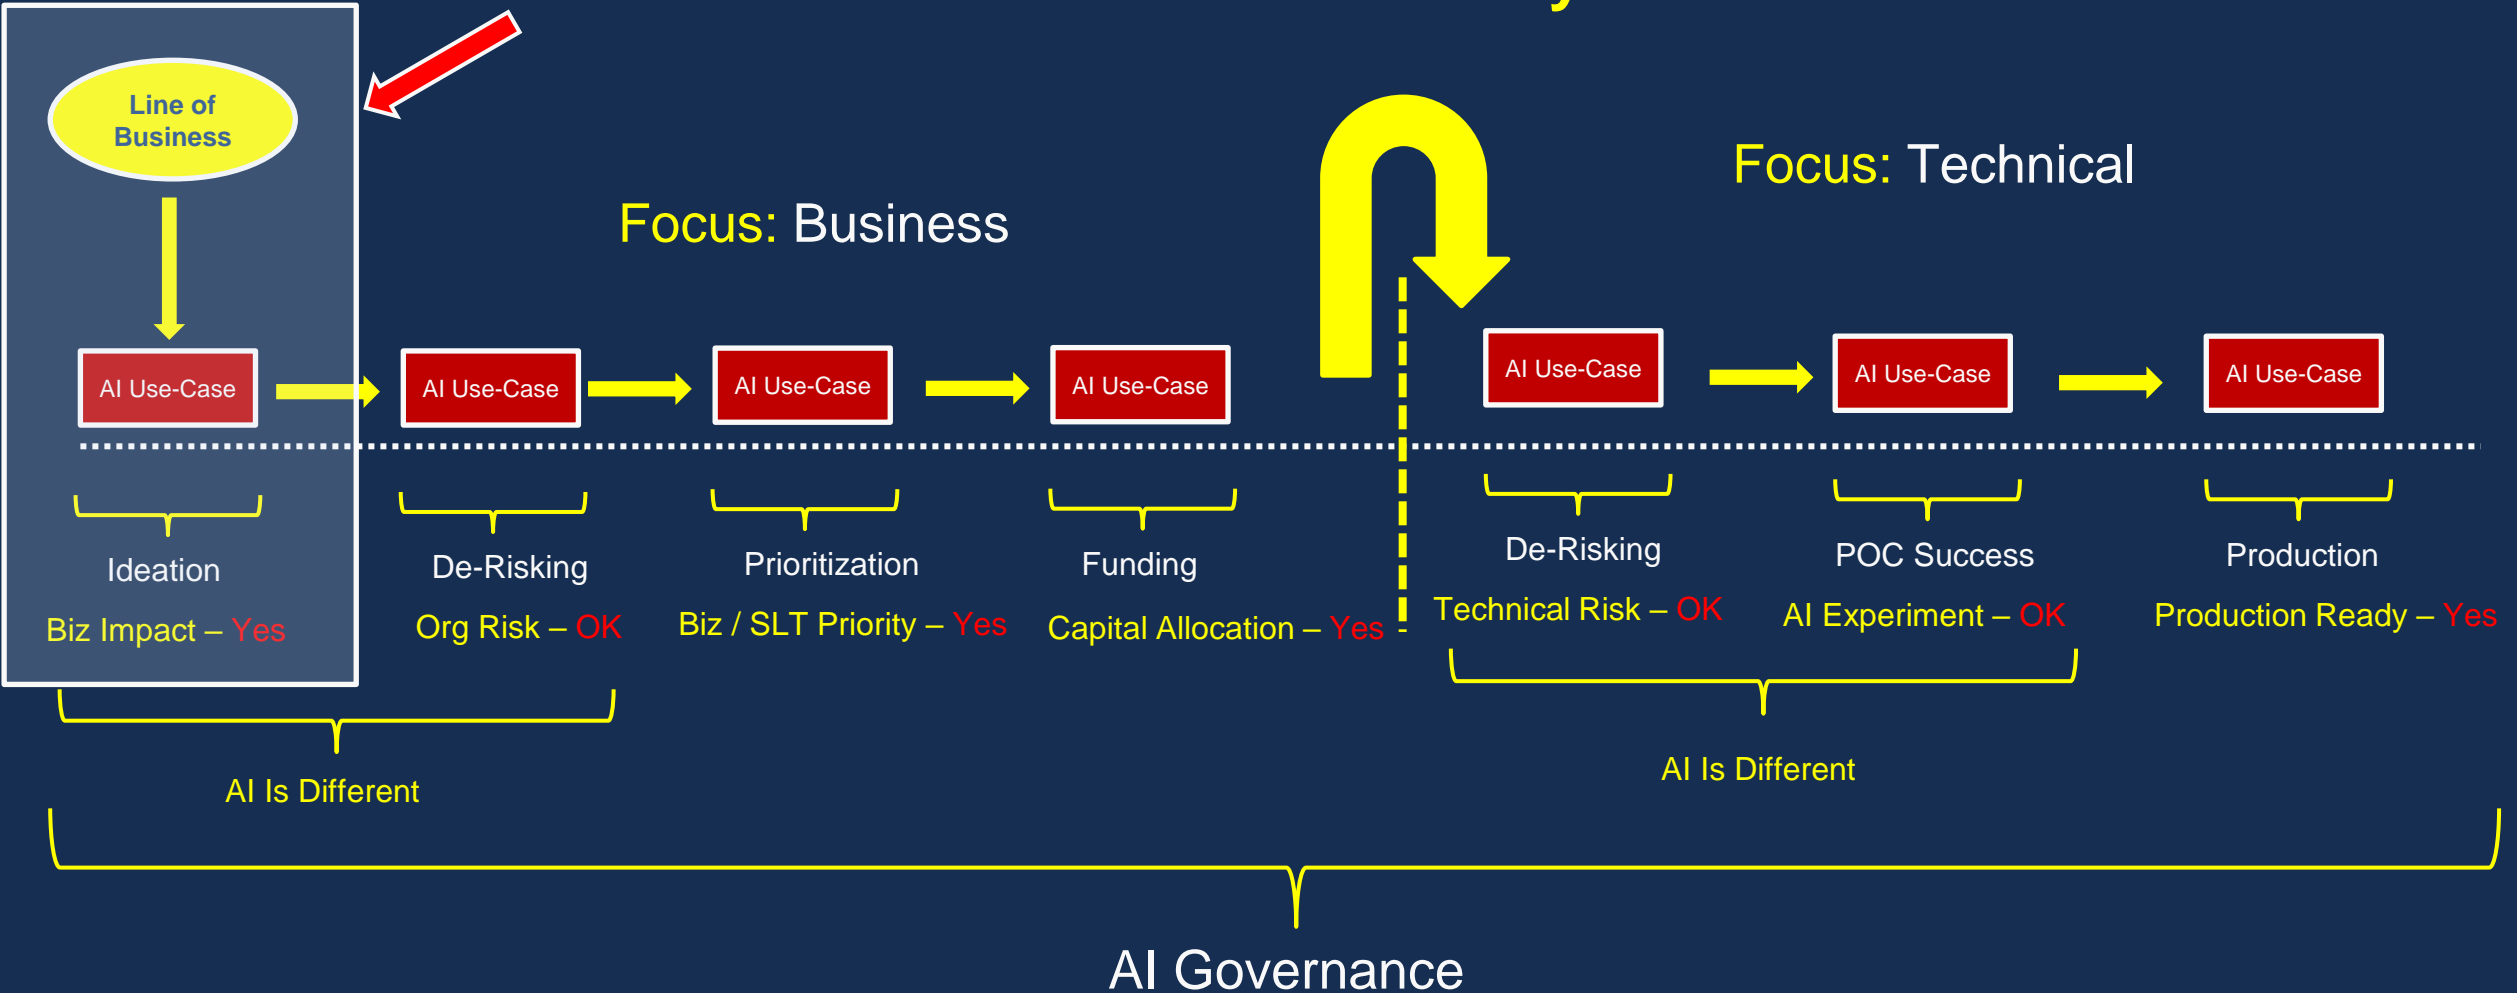 Line of
Business
Focus: Business
Focus: Technical
AI Use-Case
AI Use-Case
AI Use-Case
AI Use-Case
AI Use-Case
AI Use-Case
AI Use-Case
Ideation
De-Risking
Prioritization
Funding
De-Risking
POC Success
Production
Biz Impact – Yes
Org Risk – OK
Biz / SLT Priority – Yes
Capital Allocation – Yes
Technical Risk – OK
AI Experiment – OK
Production Ready – Yes
AI Is Different
AI Is Different
AI Governance